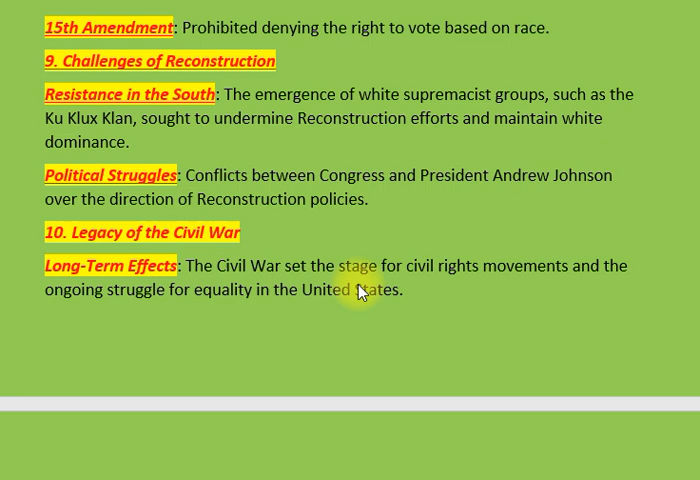 15th Amendment: Prohibited denying the right to vote based on race.
9. Challenges of Reconstruction
Resistance in the South: The emergence of white supremacist groups, such as the
Ku Klux Klan, sought to undermine Reconstruction efforts and maintain white
dominance.
Political Struggles: Conflicts between Congress and President Andrew Johnson
over the direction of Reconstruction policies.
10. Legacy of the Civil War
Long-Term Effects: The Civil War set the stage for civil rights movements and the
ongoing struggle for equality in the United States.